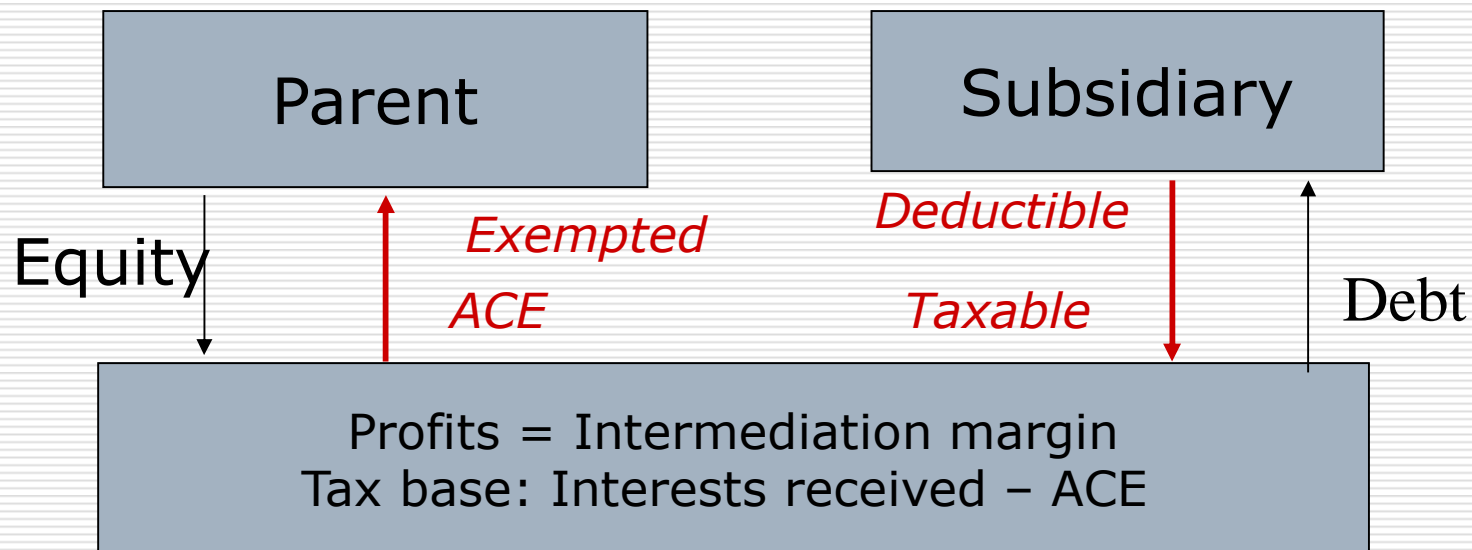 Parent
Subsidiary
Equity
Exempted
ACE
Deductible
Taxable
Debt
Profits = Intermediation margin
Tax base: Interests received – ACE